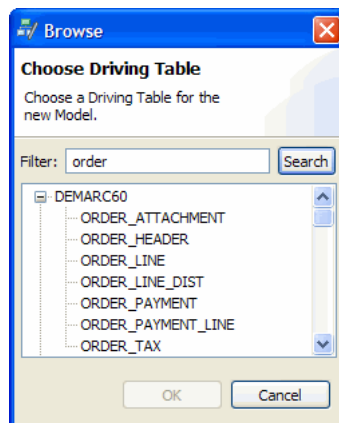 Browse
Choose Driving Table
Choose a Driving Table for the
new Model.
Filter: order Search
DEMARC60
ORDER_ATTACHMENT
ORDER_HEADER
ORDER_LINE
ORDER_LINE_DIST
ORDER_PAYMENT
ORDER_PAYMENT_LINE
ORDER_TAX
OK Cancel